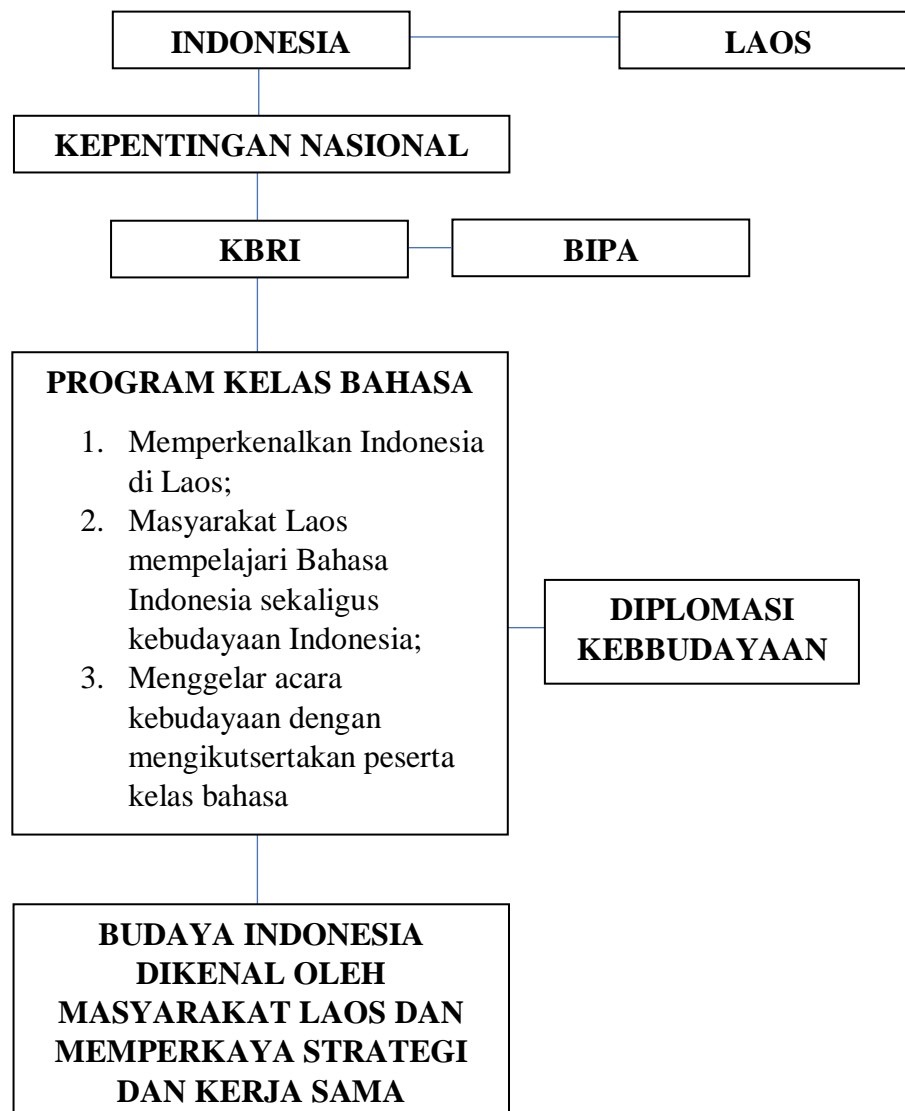 INDONESIA
LAOS
KEPENTINGAN NASIONAL
KBRI
BIPA
PROGRAM KELAS BAHASA
1. Memperkenalkan Indonesia
di Laos;
2. Masyarakat Laos
mempelajari Bahasa
Indonesia sekaligus
kebudayaan Indonesia;
3. Menggelar acara
kebudayaan dengan
mengikutsertakan peserta
kelas bahasa
DIPLOMASI
KEBBUDAYAAN
BUDAYA INDONESIA
DIKENAL OLEH
MASYARAKAT LAOS DAN
MEMPERKAYA STRATEGI
DAN KERJA SAMA